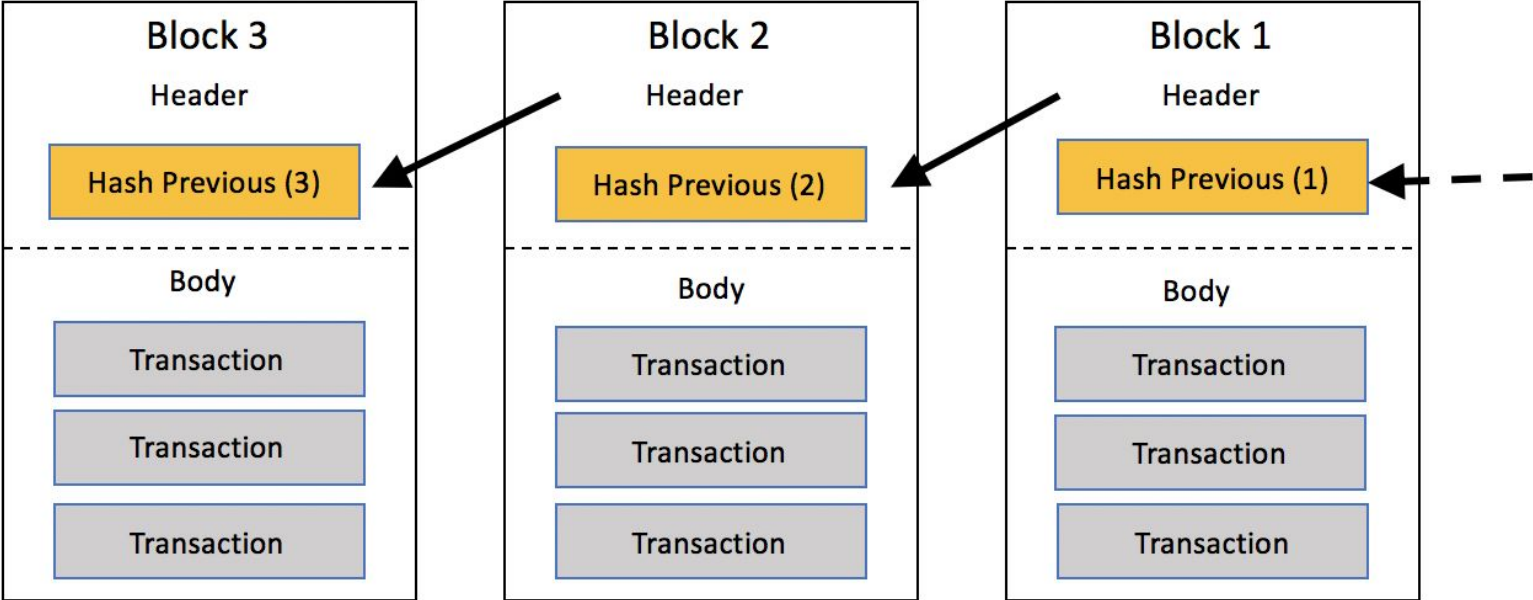 Block 3
Header
Hash Previous (3)
Body
Transaction
Transaction
Transaction
Block 2
Header
Hash Previous (2)
Body
Transaction
Transaction
Transaction
Block 1
Header
Hash Previous (1)
Body
Transaction
Transaction
Transaction